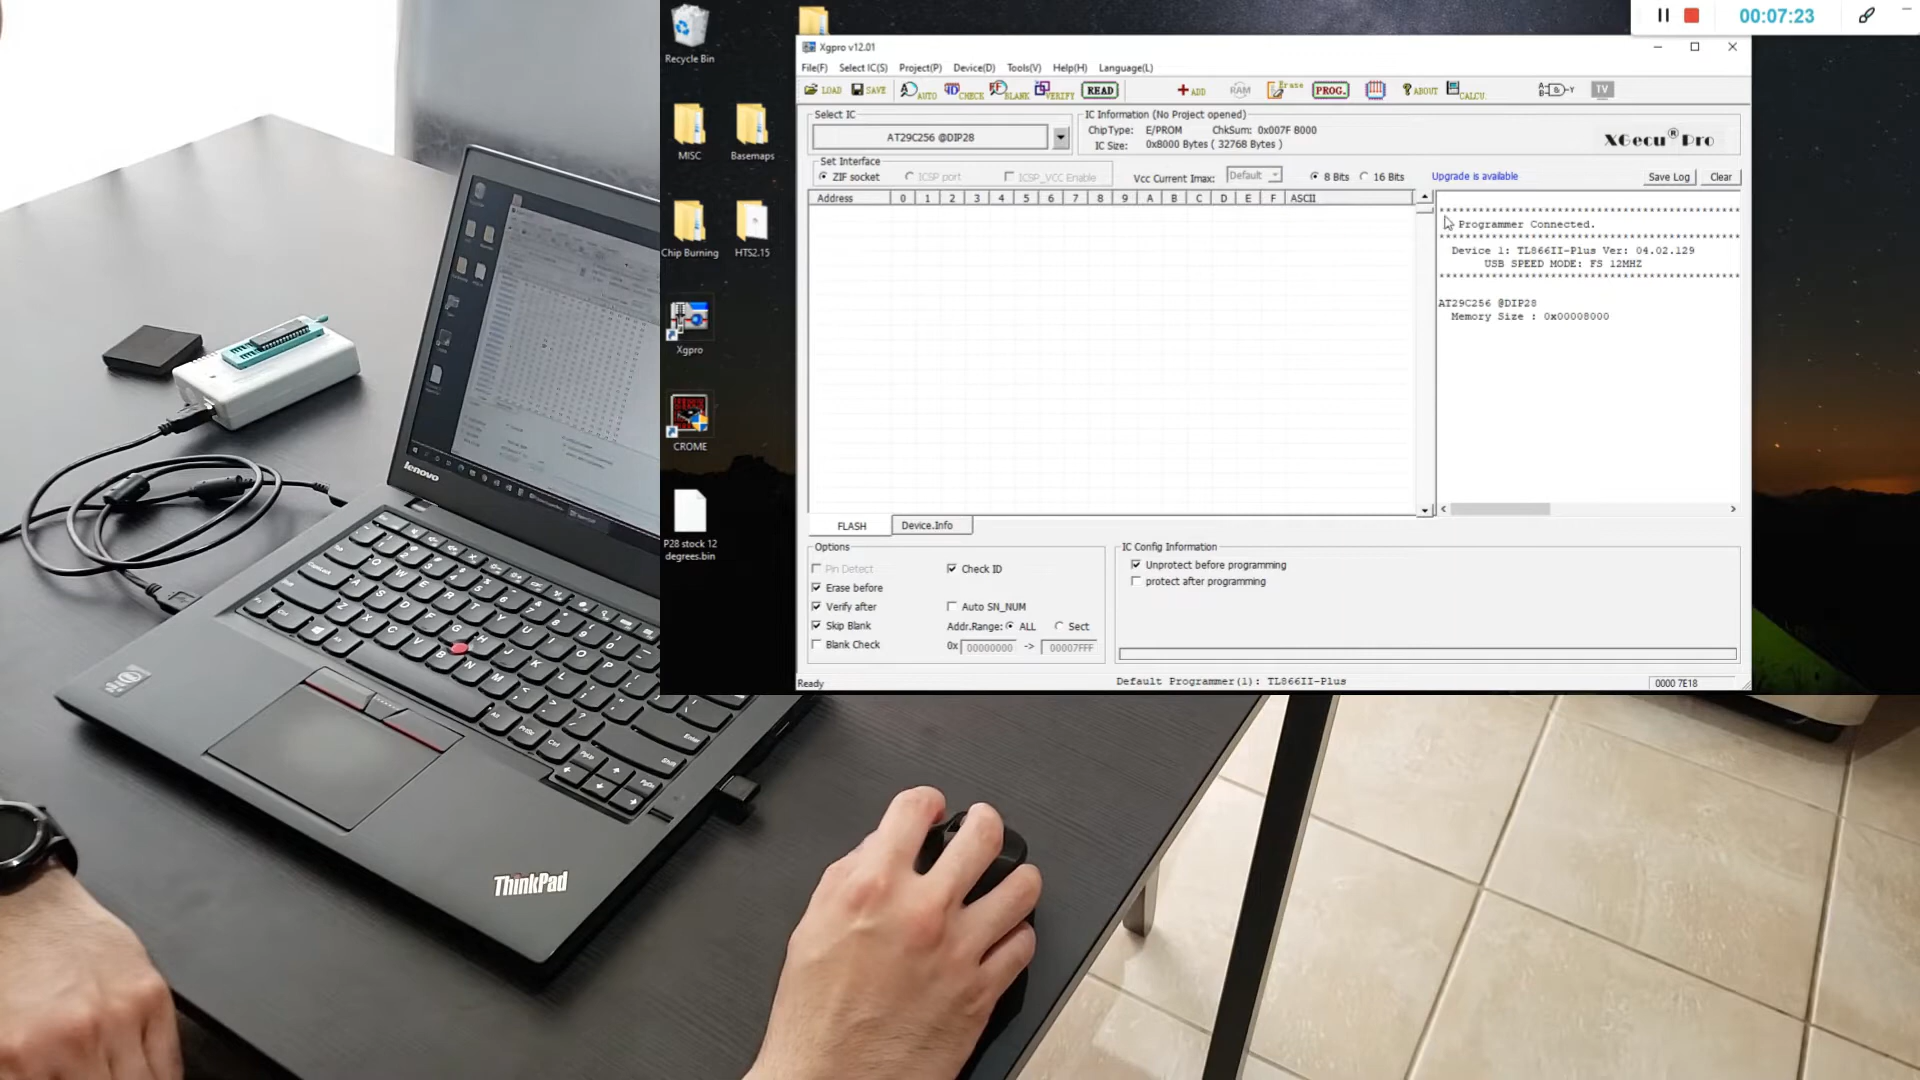 00:07:23
Recycle Bin
MISC
Basemaps
Chip Burning
HTS2.15
Xgpro
CROME
P28 stock 12
degrees.bin
Xgpro v12.01
File(F) Select IC(S) Project(P) Device(D) Tools(V) Help(H) Language(L)
LOAD SAVE AUTO CHECK BLANK VERIFY READ ADD RAM Erase PROG. ABOUT CALCU. TV
Select IC
AT29C256 @DIP28
IC Information (No Project opened)
ChipType: E/PROM ChkSum: 0x007F 8000
IC Size: 0x8000 Bytes ( 32768 Bytes )
XGecu® Pro
Set Interface
ZIF socket ICSP port ICSP_VCC Enable
Vcc Current Imax: Default 8 Bits 16 Bits
Upgrade is available
Save Log Clear
Address 0 1 2 3 4 5 6 7 8 9 A B C D E F ASCII
****************************************
Programmer Connected.
****************************************
Device 1: TL866II-Plus Ver: 04.02.129
USB SPEED MODE: FS 12MHZ
****************************************
AT29C256 @DIP28
Memory Size : 0x00008000
FLASH Device.Info
Options
Pin Detect Check ID
Erase before
Verify after Auto SN_NUM
Skip Blank Addr.Range: ALL Sect
Blank Check 0x 00000000 -> 00007FFF
IC Config Information
Unprotect before programming
protect after programming
Ready
Default Programmer(1): TL866II-Plus
0000 7E18
lenovo
ThinkPad